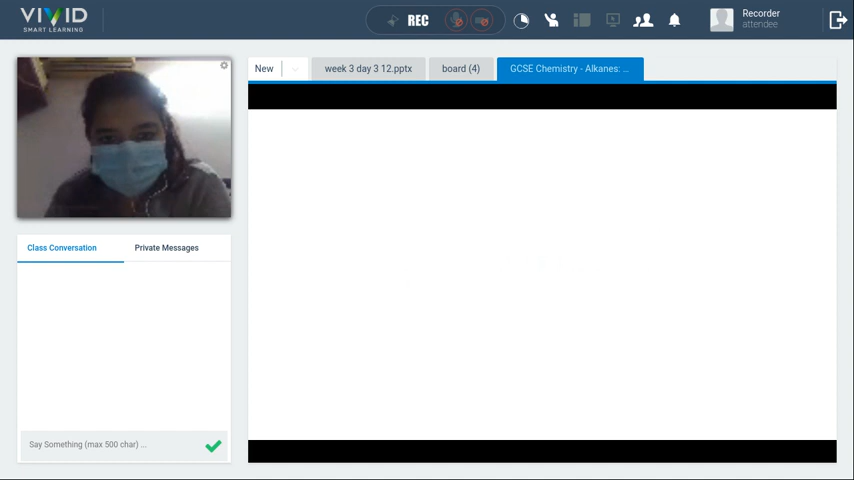 VIVID
SMART LEARNING
REC
Recorder
attendee
New
week 3 day 3 12.pptx
board (4)
GCSE Chemistry - Alkanes: ...
Class Conversation
Private Messages
Say Something (max 500 char) ...